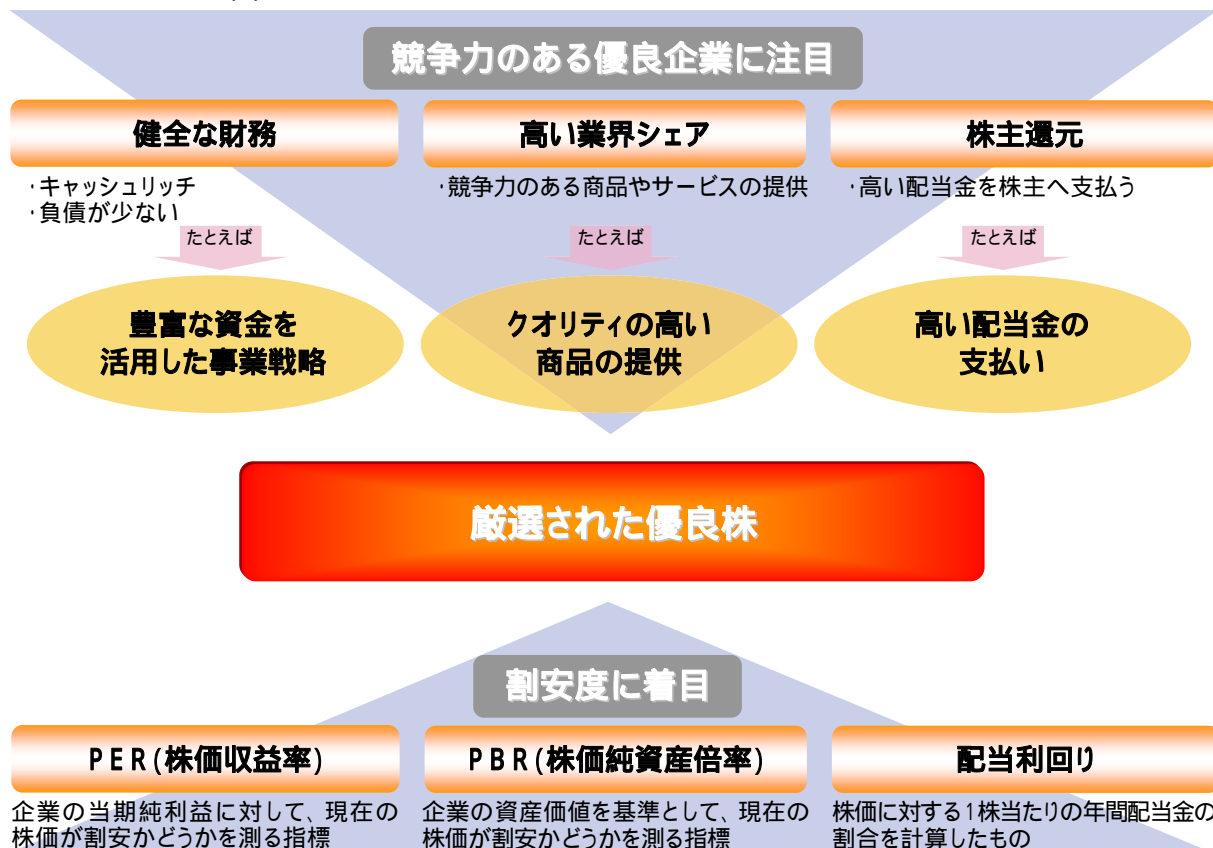 競争力のある優良企業に注目
健全な財務
高い業界シェア
株主還元
・キャッシュリッチ
・負債が少ない
・競争力のある商品やサービスの提供
・高い配当金を株主へ支払う
たとえば
たとえば
たとえば
豊富な資金を
活用した事業戦略
クオリティの高い
商品の提供
高い配当金の
支払い
厳選された優良株
割安度に着目
PER(株価収益率)
PBR(株価純資産倍率)
配当利回り
企業の当期純利益に対して、現在の
株価が割安かどうかを測る指標
企業の資産価値を基準として、現在の
株価が割安かどうかを測る指標
株価に対する1株当たりの年間配当金の
割合を計算したもの